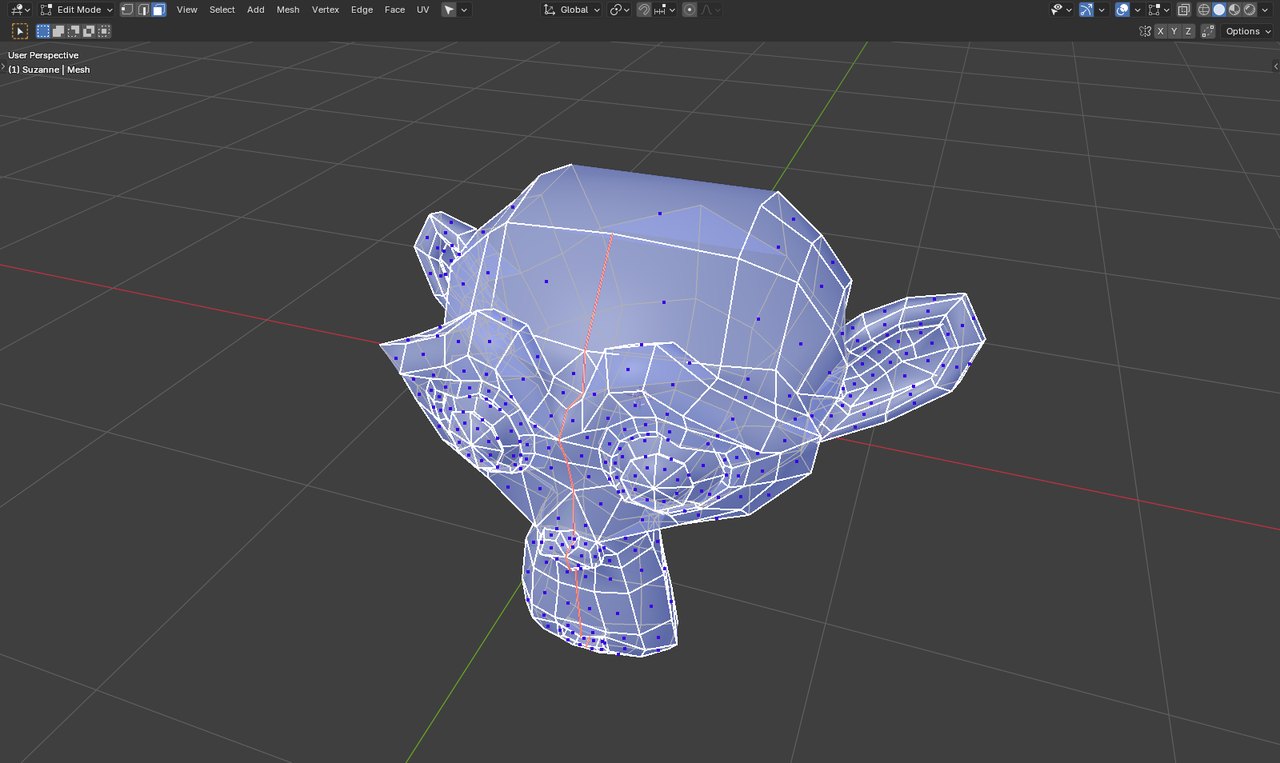 Edit Mode View Select Add Mesh Vertex Edge Face UV Global
X Y Z Options
User Perspective
(1) Suzanne | Mesh